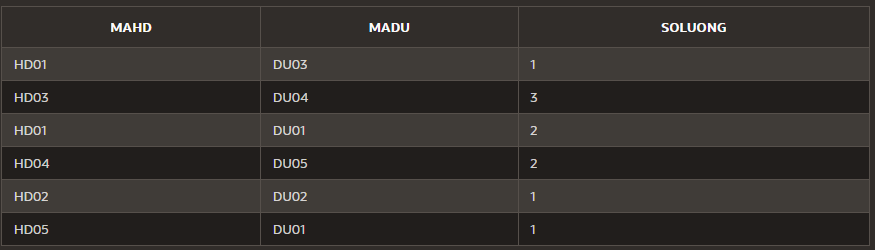 MAHD MADU SOLUONG
HD01 DU03 1
HD03 DU04 3
HD01 DU01 2
HD04 DU05 2
HD02 DU02 1
HD05 DU01 1